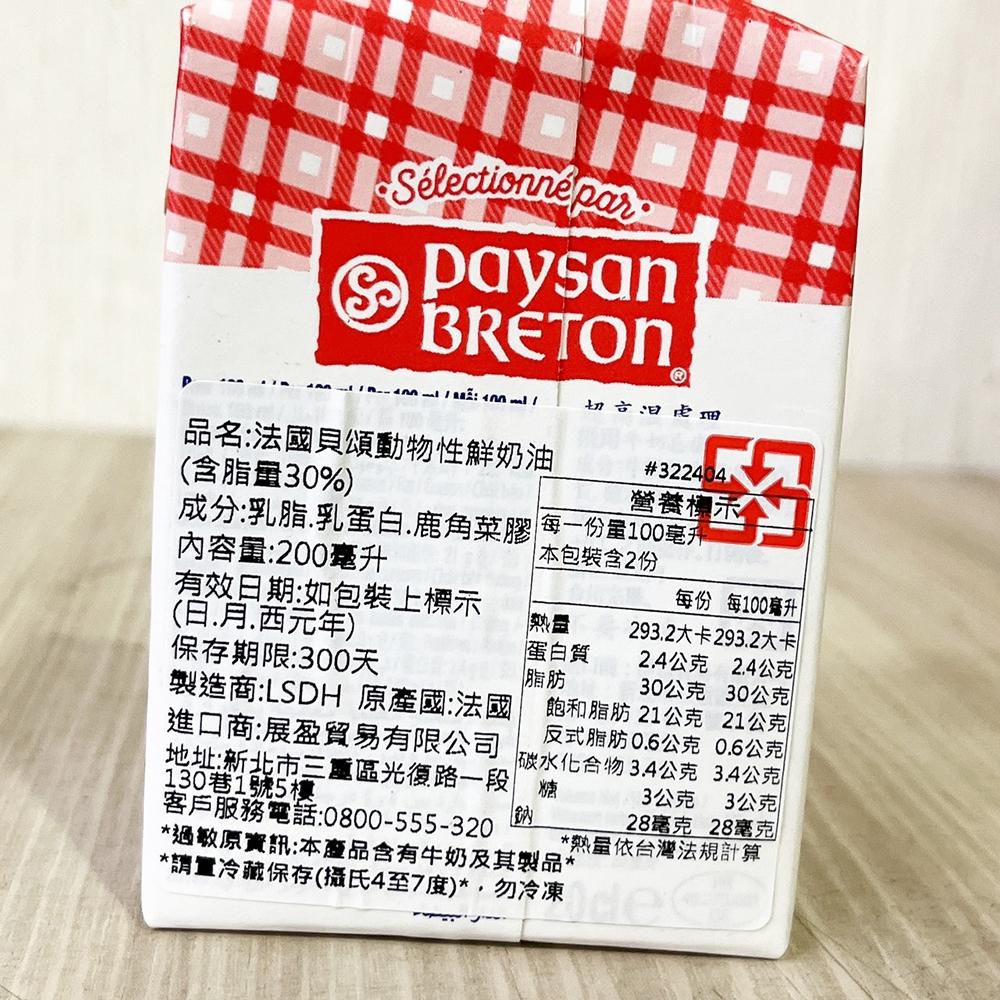 Sélectionné par
paysan
BRETON
®
超高溫處理
品名:法國貝頌動物性鮮奶油
(含脂量30%)
成分:乳脂.乳蛋白.鹿角菜膠
內容量:200毫升
有效日期:如包裝上標示
(日.月.西元年)
保存期限:300天
製造商:LSDH 原產國:法國
進口商:展盈貿易有限公司
地址:新北市三重區光復路一段
130巷1號5樓
客戶服務電話:0800-555-320
*過敏原資訊:本產品含有牛奶及其製品*
*請置冷藏保存(攝氏4至7度)*，勿冷凍
#322404
營養標示
每一份量100毫升
本包裝含2份
每份 每100毫升
熱量 293.2大卡 293.2大卡
蛋白質 2.4公克 2.4公克
脂肪 30公克 30公克
飽和脂肪 21公克 21公克
反式脂肪 0.6公克 0.6公克
碳水化合物 3.4公克 3.4公克
糖 3公克 3公克
鈉 28毫克 28毫克
*熱量依台灣法規計算